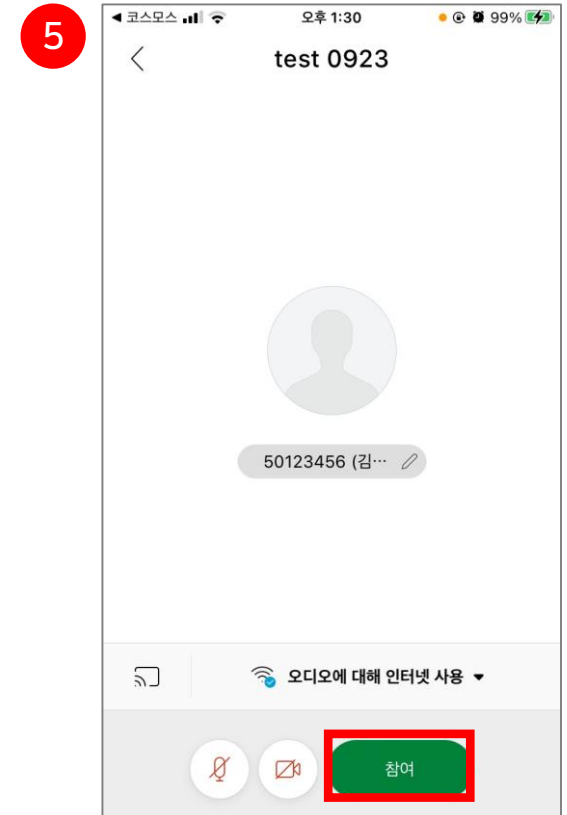 5
◀ 코스모스 오후 1:30 99%
test 0923
50123456 (김…
오디오에 대해 인터넷 사용 ▼
참여